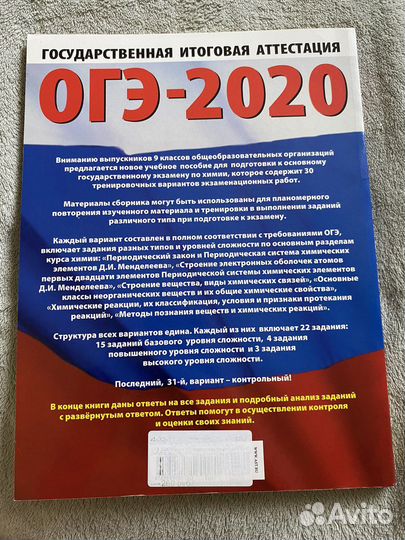 ГОСУДАРСТВЕННАЯ ИТОГОВАЯ АТТЕСТАЦИЯ
ОГЭ-2020
Вниманию выпускников 9 классов общеобразовательных организаций
предлагается новое учебное пособие для подготовки к основному
государственному экзамену по химии, которое содержит 30
тренировочных вариантов экзаменационных работ.
Материалы сборника могут быть использованы для планомерного
повторения изученного материала и тренировки в выполнении заданий
различного типа при подготовке к экзамену.
Каждый вариант составлен в полном соответствии с требованиями ОГЭ,
включает задания разных типов и уровней сложности по основным разделам
курса химии: «Периодический закон и Периодическая система химических
элементов Д.И. Менделеева», «Строение электронных оболочек атомов
первых двадцати элементов Периодической системы химических элементов
Д.И. Менделеева», «Строение вещества, виды химических связей», «Основные
классы неорганических веществ и их общие химические свойства»,
«Химические реакции, их классификация, условия и признаки протекания
реакций», «Методы познания веществ и химических реакций».
Структура всех вариантов едина. Каждый из них включает 22 задания:
15 заданий базового уровня сложности, 4 задания
повышенного уровня сложности и 3 задания
высокого уровня сложности.
Последний, 31-й, вариант – контрольный!
В конце книги даны ответы на все задания и подробный анализ заданий
с развёрнутым ответом. Ответы помогут в осуществлении контроля
и оценки своих знаний.
Avito